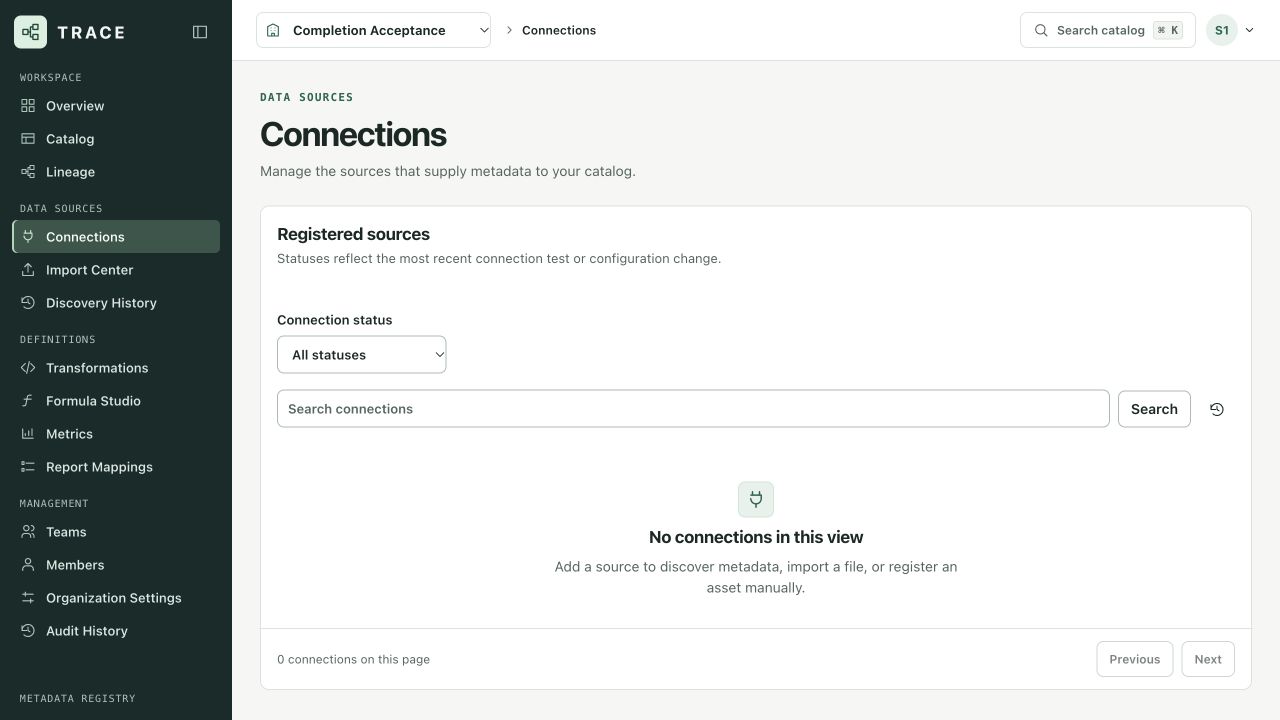 TRACE
WORKSPACE
Overview
Catalog
Lineage
DATA SOURCES
Connections
Import Center
Discovery History
DEFINITIONS
Transformations
Formula Studio
Metrics
Report Mappings
MANAGEMENT
Teams
Members
Organization Settings
Audit History
METADATA REGISTRY
Completion Acceptance
Connections
Search catalog ⌘ K
S1
DATA SOURCES
Connections
Manage the sources that supply metadata to your catalog.
Registered sources
Statuses reflect the most recent connection test or configuration change.
Connection status
All statuses
Search connections
Search
No connections in this view
Add a source to discover metadata, import a file, or register an
asset manually.
0 connections on this page
Previous
Next